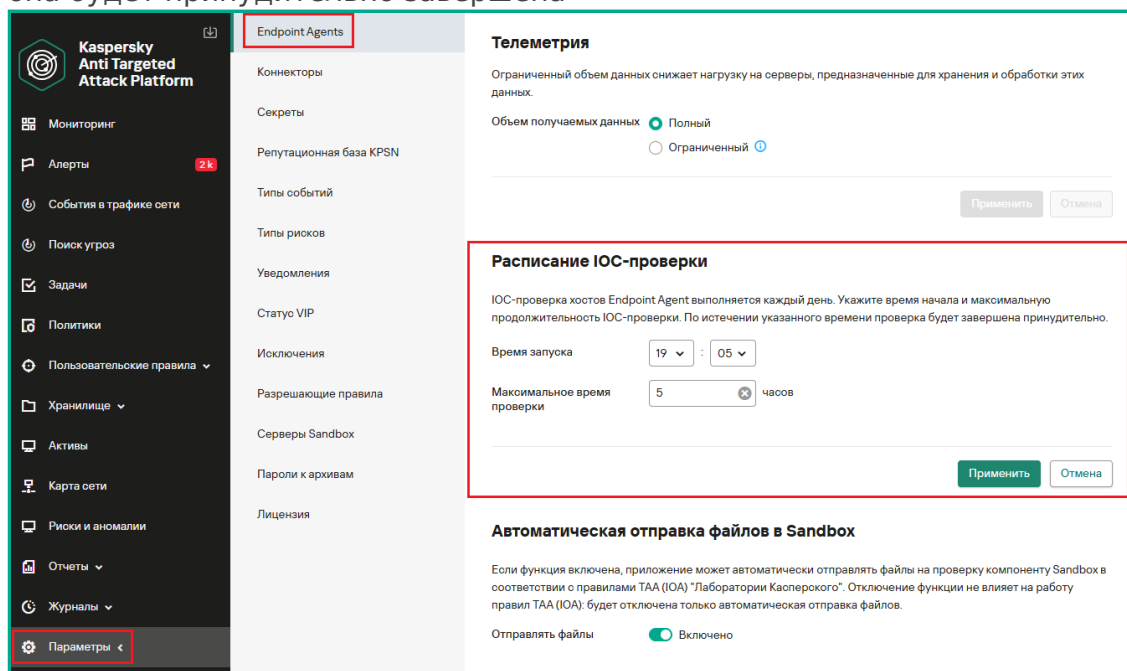 она будет принудительно завершена
Kaspersky
Anti Targeted
Attack Platform
Мониторинг
Алерты
2k
События в трафике сети
Поиск угроз
Задачи
Политики
Пользовательские правила
Хранилище
Активы
Карта сети
Риски и аномалии
Отчеты
Журналы
Параметры
Endpoint Agents
Коннекторы
Секреты
Репутационная база KPSN
Типы событий
Типы рисков
Уведомления
Статус VIP
Исключения
Разрешающие правила
Серверы Sandbox
Пароли к архивам
Лицензия
Телеметрия
Ограниченный объем данных снижает нагрузку на серверы, предназначенные для хранения и обработки этих
данных.
Объем получаемых данных Полный
Ограниченный
Применить Отмена
Расписание IOC-проверки
IOC-проверка хостов Endpoint Agent выполняется каждый день. Укажите время начала и максимальную
продолжительность IOC-проверки. По истечении указанного времени проверка будет завершена принудительно.
Время запуска 19 : 05
Максимальное время
проверки
5 часов
Применить Отмена
Автоматическая отправка файлов в Sandbox
Если функция включена, приложение может автоматически отправлять файлы на проверку компоненту Sandbox в
соответствии с правилами TAA (IOA) "Лаборатории Касперского". Отключение функции не влияет на работу
правил TAA (IOA): будет отключена только автоматическая отправка файлов.
Отправлять файлы Включено